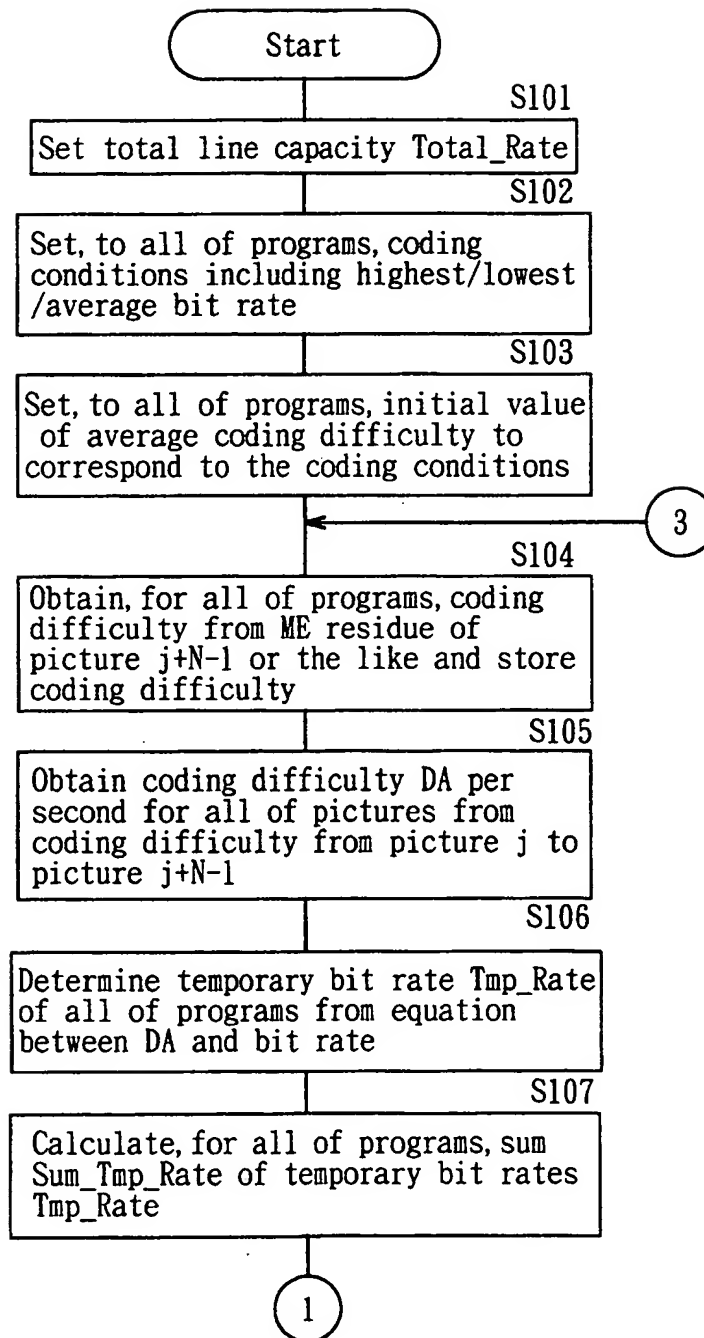 Start
S101
Set total line capacity Total_Rate
S102
Set, to all of programs, coding
conditions including highest/lowest
/average bit rate
S103
Set, to all of programs, initial value
of average coding difficulty to
correspond to the coding conditions
3
S104
Obtain, for all of programs, coding
difficulty from ME residue of
picture j+N-1 or the like and store
coding difficulty
S105
Obtain coding difficulty DA per
second for all of pictures from
coding difficulty from picture j to
picture j+N-1
S106
Determine temporary bit rate Tmp_Rate
of all of programs from equation
between DA and bit rate
S107
Calculate, for all of programs, sum
Sum_Tmp_Rate of temporary bit rates
Tmp_Rate
1